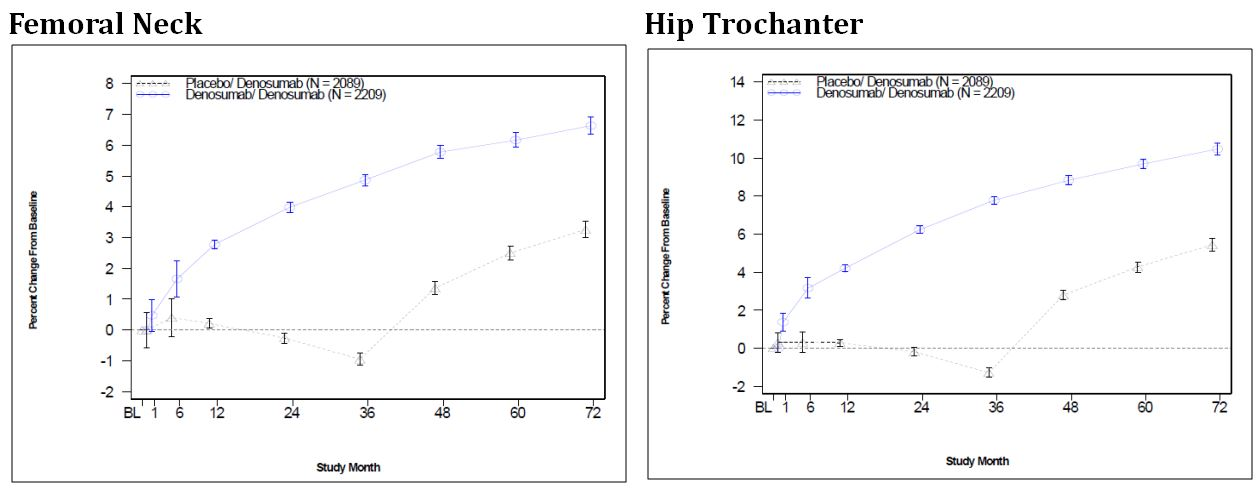 Femoral Neck
Hip Trochanter
Placebo/ Denosumab (N = 2089)
Denosumab/ Denosumab (N = 2209)
8
7
6
5
4
3
2
1
0
-1
-2
Percent Change From Baseline
BL 1 6 12 24 36 48 60 72
Study Month
Placebo/ Denosumab (N = 2089)
Denosumab/ Denosumab (N = 2209)
14
12
10
8
6
4
2
0
-2
Percent Change From Baseline
BL 1 6 12 24 36 48 60 72
Study Month